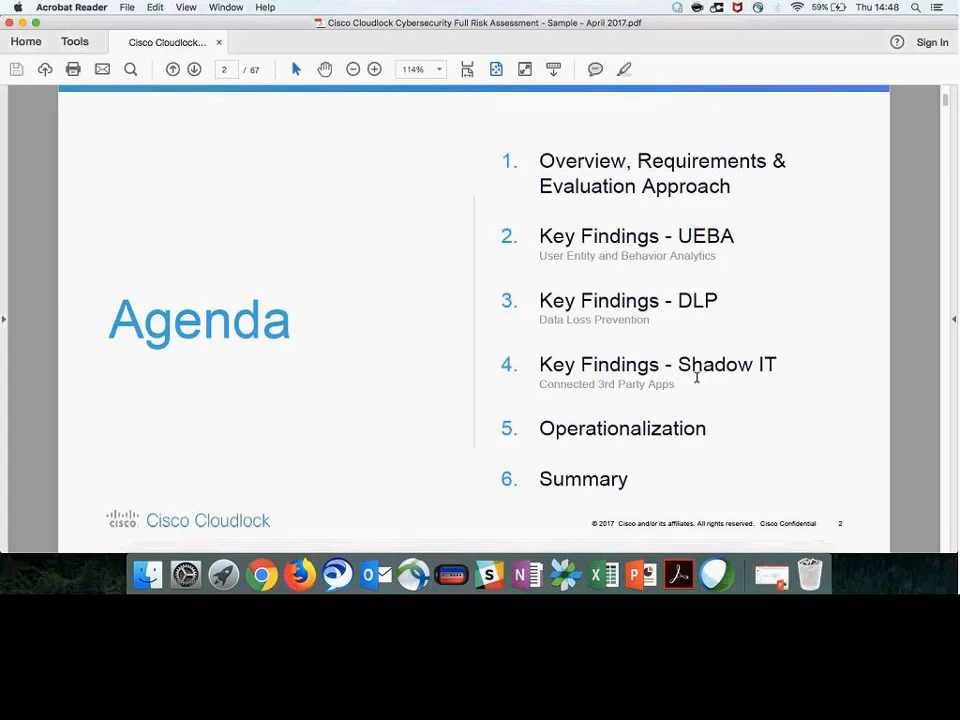 Acrobat Reader File Edit View Window Help 59% Thu 14:48
Cisco Cloudlock Cybersecurity Full Risk Assessment - Sample - April 2017.pdf
Home Tools Cisco Cloudlock... × Sign In
2 / 67 114%
1. Overview, Requirements &
Evaluation Approach
2. Key Findings - UEBA
User Entity and Behavior Analytics
Agenda
3. Key Findings - DLP
Data Loss Prevention
4. Key Findings - Shadow IT
Connected 3rd Party Apps
5. Operationalization
6. Summary
CISCO. Cisco Cloudlock
© 2017 Cisco and/or its affiliates. All rights reserved. Cisco Confidential 2